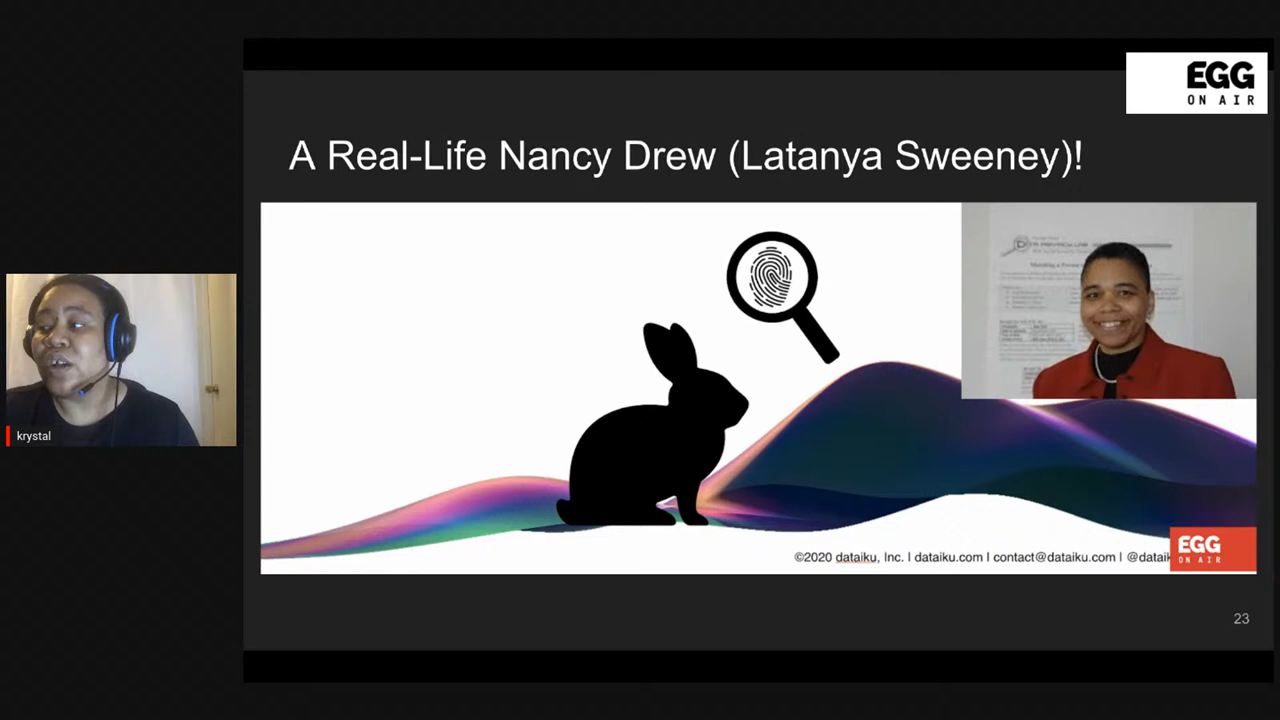 EGG
ON AIR
A Real-Life Nancy Drew (Latanya Sweeney)!
krystal
©2020 dataiku, Inc. | dataiku.com | contact@dataiku.com | @dataik
EGG
ON AIR
23